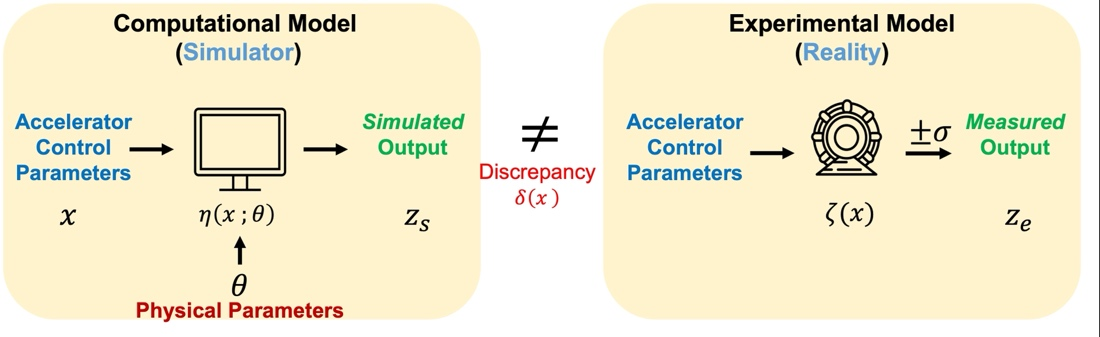 Computational Model
(Simulator)
Accelerator
Control
Parameters
x
η(x ; θ)
θ
Physical Parameters
Simulated
Output
z_s
≠
Discrepancy
δ(x)
Experimental Model
(Reality)
Accelerator
Control
Parameters
ζ(x)
±σ
Measured
Output
z_e